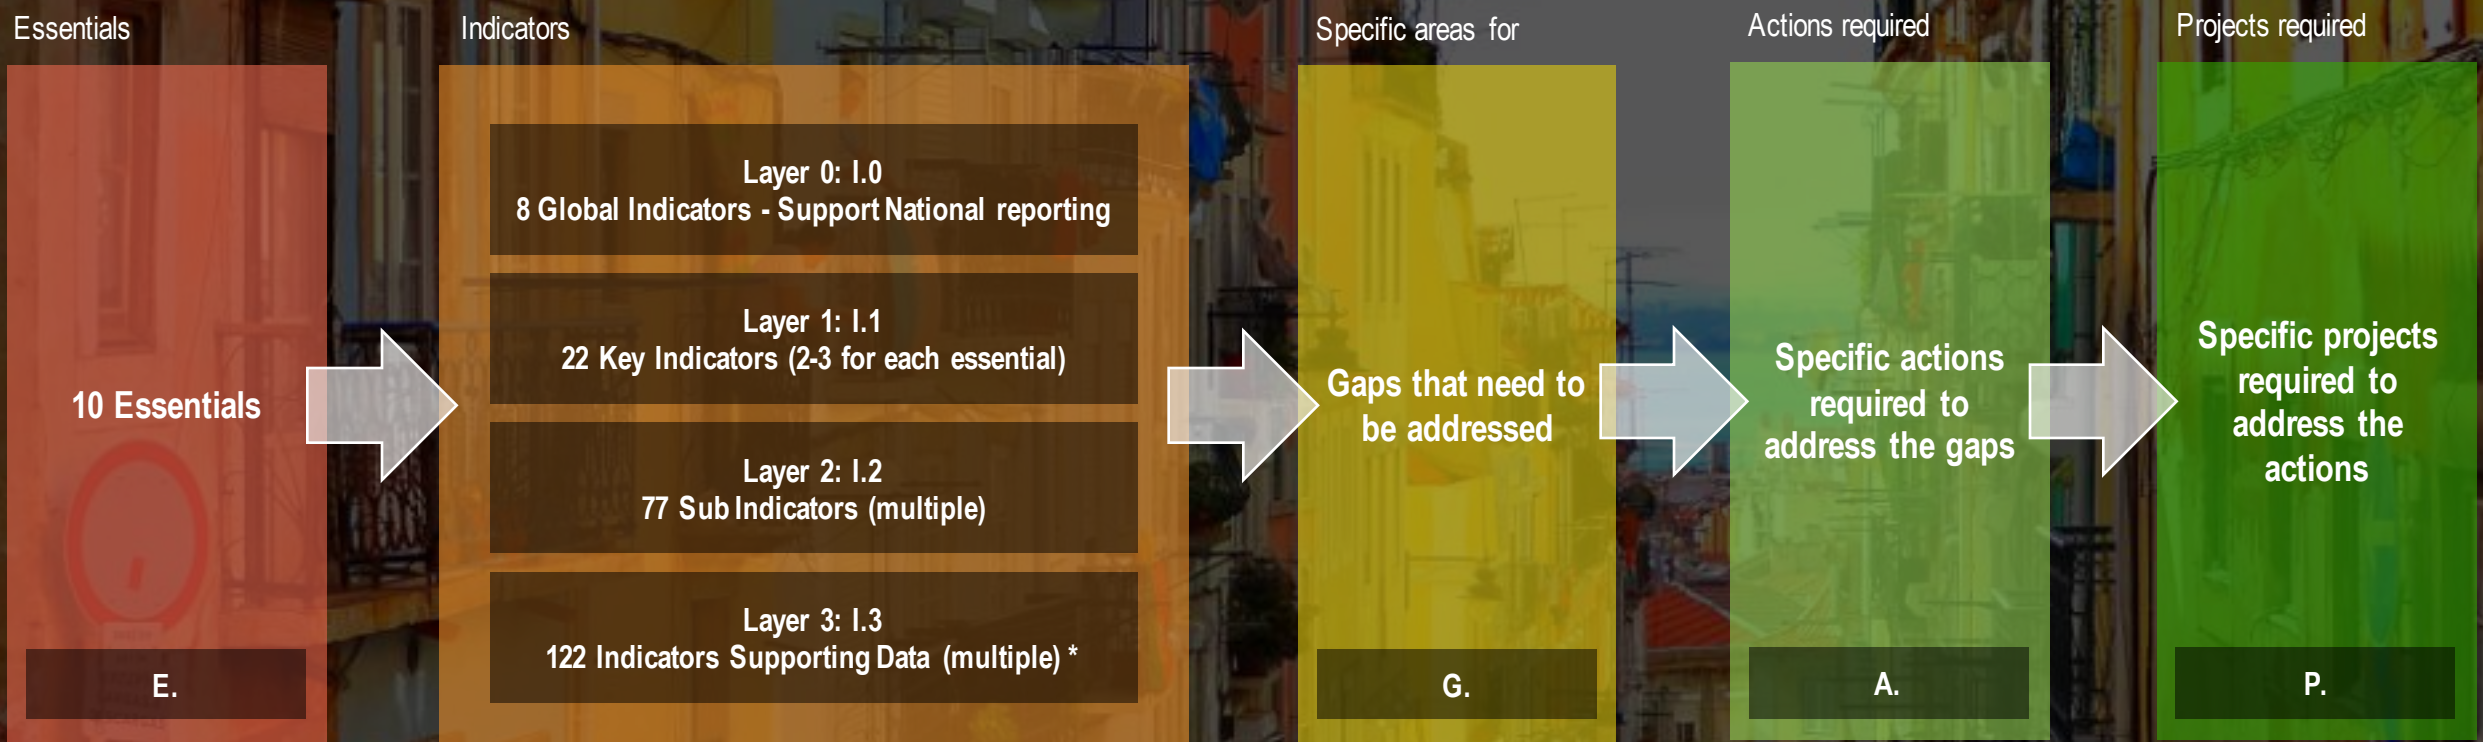 Essentials
Indicators
Specific areas for
Actions required
Projects required
10 Essentials
E.
Layer 0: I.0
8 Global Indicators - Support National reporting
Layer 1: I.1
22 Key Indicators (2-3 for each essential)
Layer 2: I.2
77 Sub Indicators (multiple)
Layer 3: I.3
122 Indicators Supporting Data (multiple) *
Gaps that need to
be addressed
G.
Specific actions
required to
address the gaps
A.
Specific projects
required to
address the
actions
P.